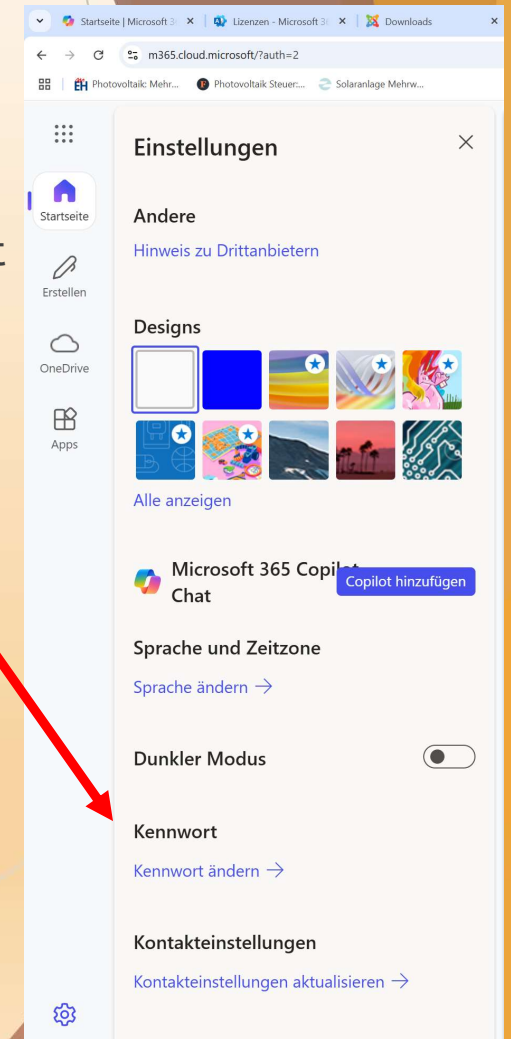 Startseite | Microsoft 3
Lizenzen - Microsoft 3
Downloads
m365.cloud.microsoft/?auth=2
Photovoltaik: Mehr...
Photovoltaik Steuer:...
Solaranlage Mehrw...
Einstellungen
Startseite
Andere
Hinweis zu Drittanbietern
Erstellen
Designs
OneDrive
Apps
Alle anzeigen
Microsoft 365 Copilot
Chat
Copilot hinzufügen
Sprache und Zeitzone
Sprache ändern →
Dunkler Modus
Kennwort
Kennwort ändern →
Kontakteinstellungen
Kontakteinstellungen aktualisieren →